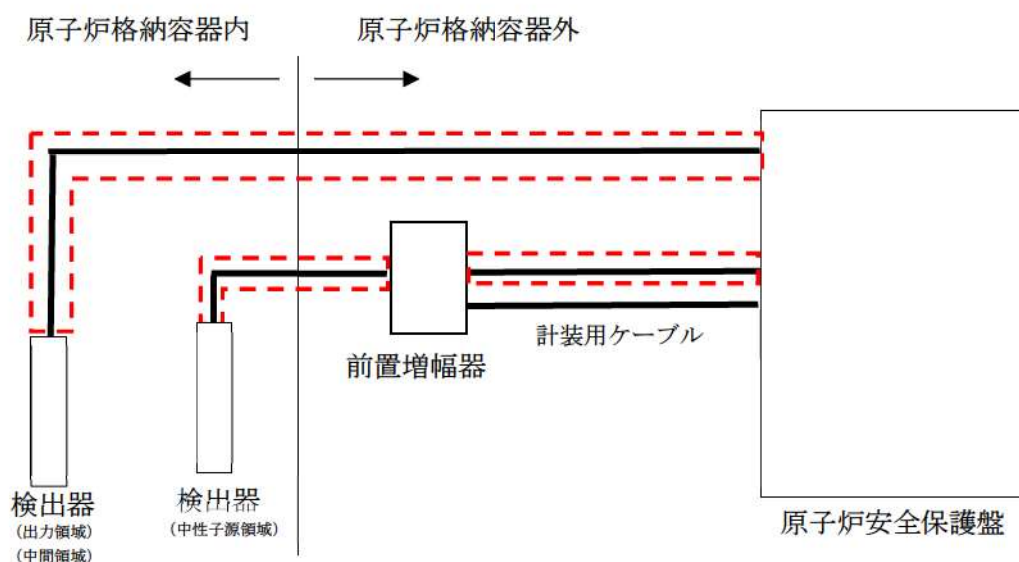 原子炉格納容器内
原子炉格納容器外
計装用ケーブル
前置増幅器
検出器
(出力領域)
(中間領域)
検出器
(中性子源領域)
原子炉安全保護盤